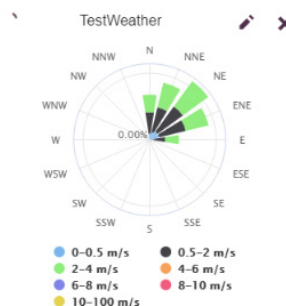 TestWeather
N
NNW
NNE
NW
NE
WNW
ENE
0.00%
W
E
WSW
ESE
SW
SE
SSW
SSE
S
0-0.5 m/s
0.5-2 m/s
2-4 m/s
4-6 m/s
6-8 m/s
8-10 m/s
10-100 m/s